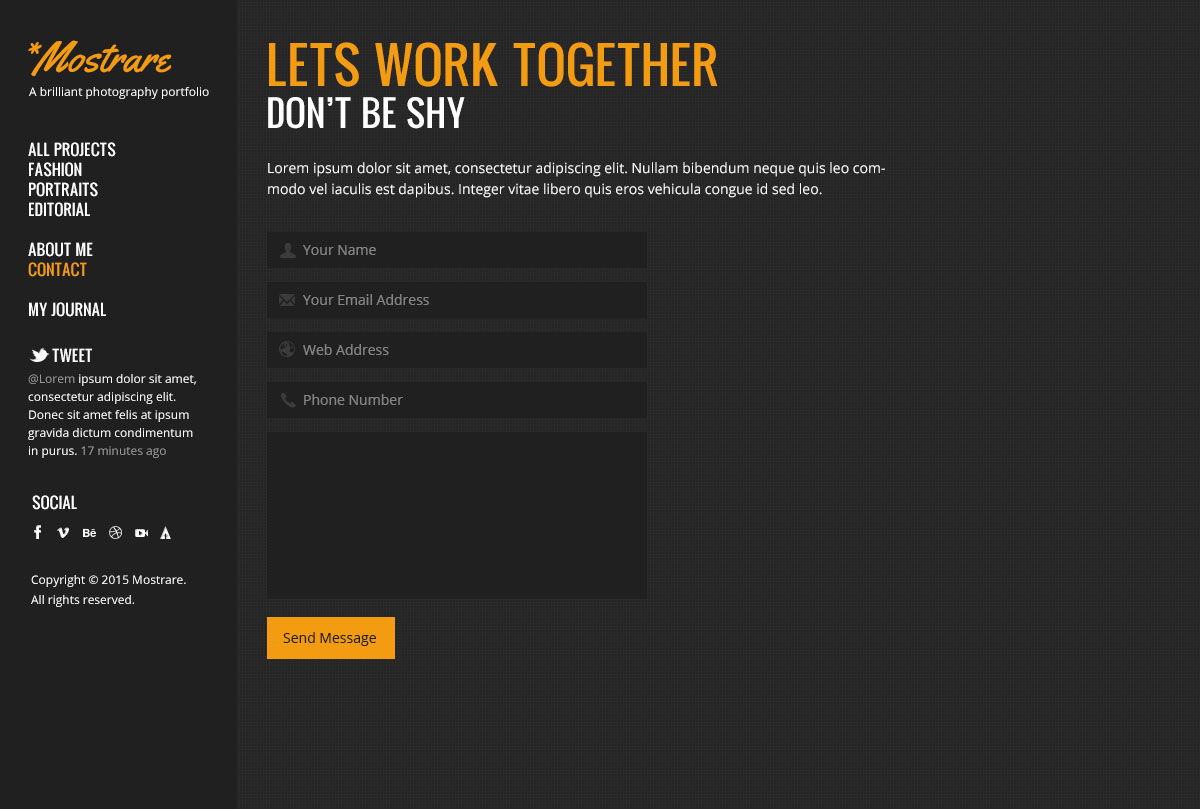 *Mostrare
A brilliant photography portfolio
ALL PROJECTS
FASHION
PORTRAITS
EDITORIAL
ABOUT ME
CONTACT
MY JOURNAL
TWEET
@Lorem ipsum dolor sit amet,
consectetur adipiscing elit.
Donec sit amet felis at ipsum
gravida dictum condimentum
in purus. 17 minutes ago
SOCIAL
Bē
Copyright © 2015 Mostrare.
All rights reserved.
LETS WORK TOGETHER
DON’T BE SHY
Lorem ipsum dolor sit amet, consectetur adipiscing elit. Nullam bibendum neque quis leo com-
modo vel iaculis est dapibus. Integer vitae libero quis eros vehicula congue id sed leo.
Your Name
Your Email Address
Web Address
Phone Number
Send Message